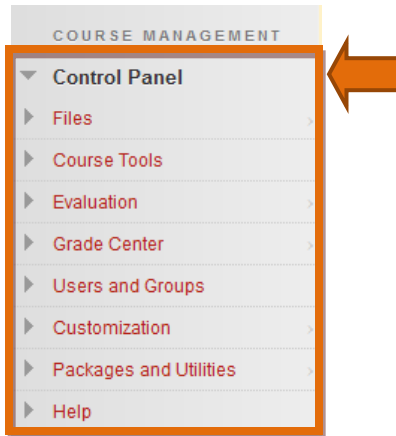 COURSE MANAGEMENT
Control Panel
Files
Course Tools
Evaluation
Grade Center
Users and Groups
Customization
Packages and Utilities
Help